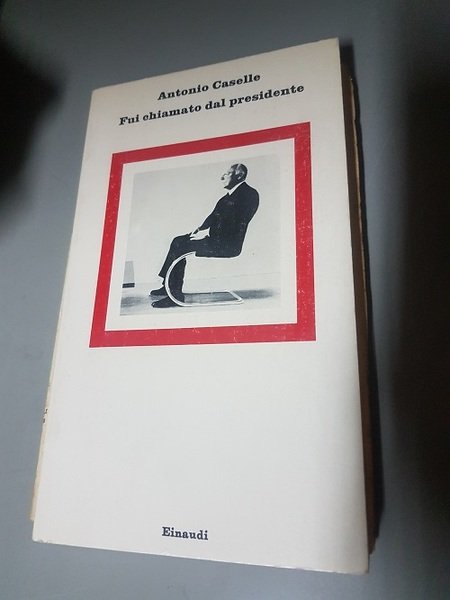 Antonio Caselle
Fui chiamato dal presidente
Einaudi